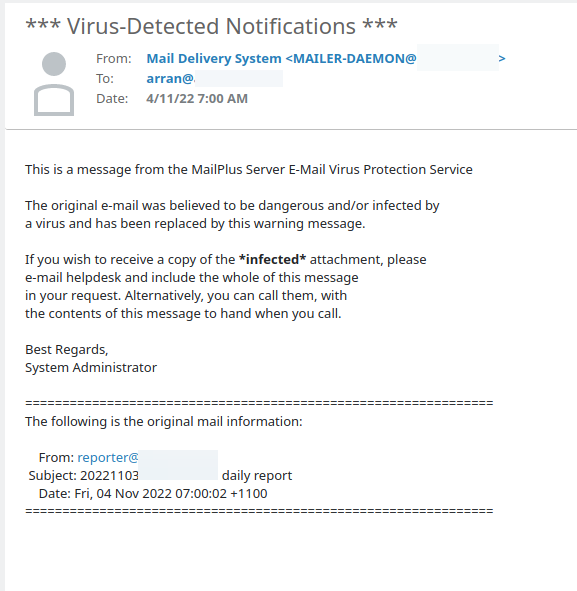 *** Virus-Detected Notifications ***
From: Mail Delivery System <MAILER-DAEMON@ >
To: arran@
Date: 4/11/22 7:00 AM
This is a message from the MailPlus Server E-Mail Virus Protection Service
The original e-mail was believed to be dangerous and/or infected by
a virus and has been replaced by this warning message.
If you wish to receive a copy of the *infected* attachment, please
e-mail helpdesk and include the whole of this message
in your request. Alternatively, you can call them, with
the contents of this message to hand when you call.
Best Regards,
System Administrator
===============================================================
The following is the original mail information:
From: reporter@
Subject: 20221103 daily report
Date: Fri, 04 Nov 2022 07:00:02 +1100
===============================================================